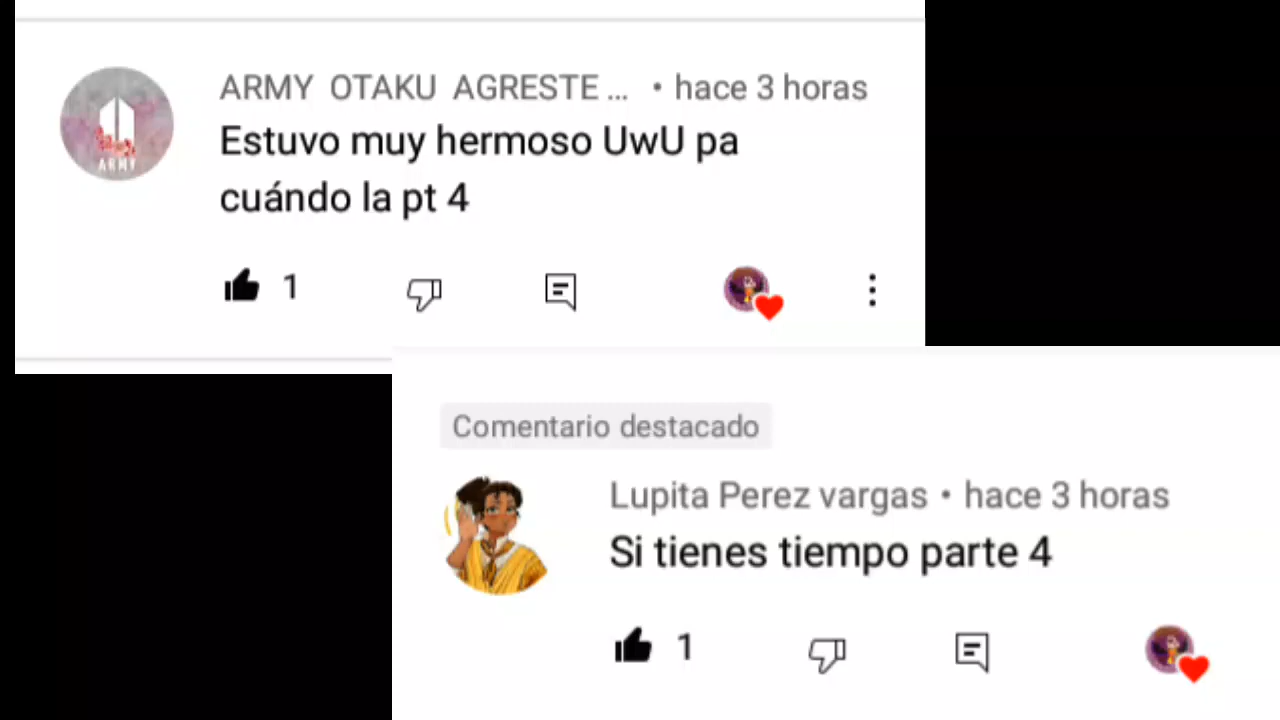 ARMY OTAKU AGRESTE ... • hace 3 horas
Estuvo muy hermoso UwU pa
cuándo la pt 4
ARMY
1
Comentario destacado
Lupita Perez vargas • hace 3 horas
Si tienes tiempo parte 4
1